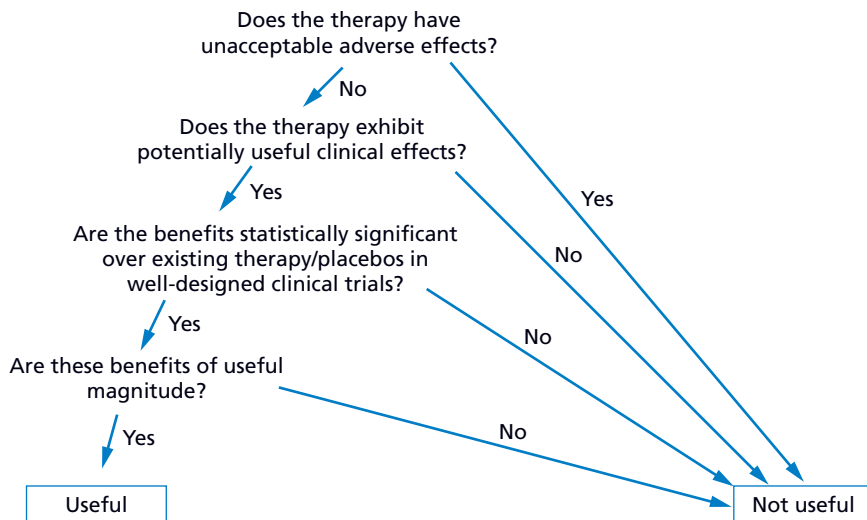 Does the therapy have
unacceptable adverse effects?
No
Does the therapy exhibit
potentially useful clinical effects?
Yes
Yes
Are the benefits statistically significant
over existing therapy/placebos in
well-designed clinical trials?
No
Yes
No
Are these benefits of useful
magnitude?
Yes
No
Useful
Not useful